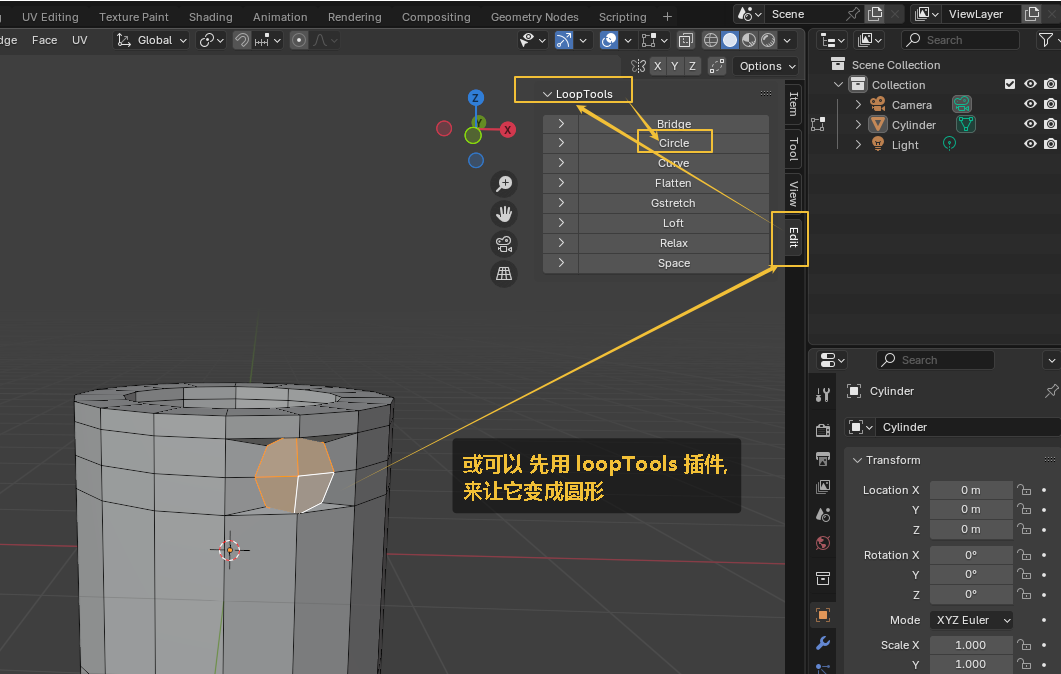 UV Editing Texture Paint Shading Animation Rendering Compositing Geometry Nodes Scripting + Scene ViewLayer
dge Face UV Global Search
X Y Z Options
LoopTools
Bridge
Circle
Curve
Flatten
Gstretch
Loft
Relax
Space
Z
Y
X
Item
Tool
View
Edit
Scene Collection
Collection
Camera
Cylinder
Light
Search
Cylinder
Cylinder
Transform
Location X 0 m
Y 0 m
Z 0 m
Rotation X 0°
Y 0°
Z 0°
Mode XYZ Euler
Scale X 1.000
Y 1.000
或可以 先用 loopTools 插件,
来让它变成圆形